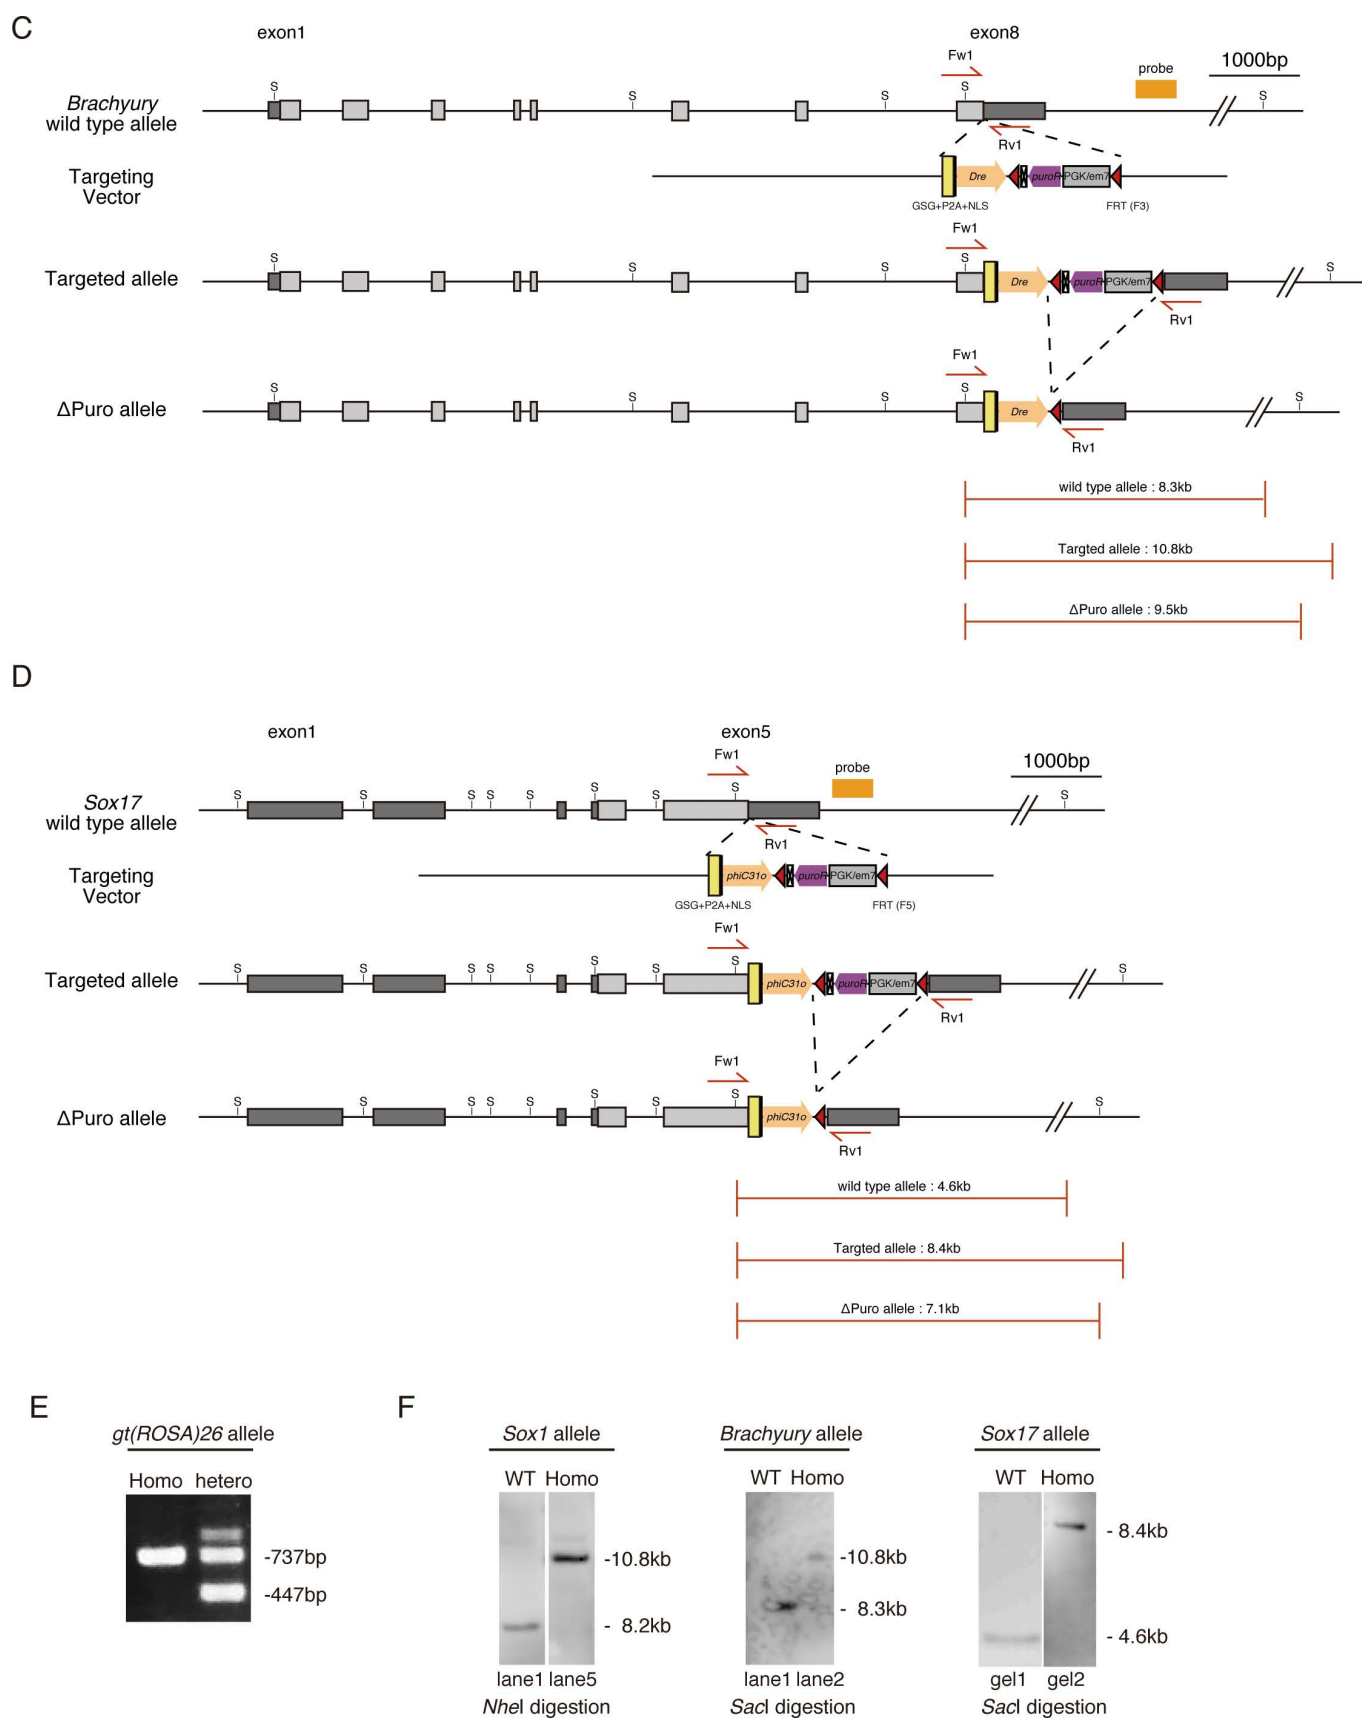 C
exon1
exon8
Fw1
probe
1000bp
S
S
S
S
S
Brachyury
wild type allele
Rv1
Targeting
Vector
Dre
puroR
PGK/em7
GSG+P2A+NLS
FRT (F3)
Fw1
S
S
S
S
S
Targeted allele
Dre
puroR
PGK/em7
Rv1
Fw1
S
S
S
S
S
ΔPuro allele
Dre
Rv1
wild type allele : 8.3kb
Targted allele : 10.8kb
ΔPuro allele : 9.5kb
D
exon1
exon5
Fw1
probe
1000bp
S
S
S
S
S
S
S
S
Sox17
wild type allele
Rv1
Targeting
Vector
phiC31o
puroR
PGK/em7
GSG+P2A+NLS
FRT (F5)
Fw1
S
S
S
S
S
S
S
S
Targeted allele
phiC31o
puroR
PGK/em7
Rv1
Fw1
S
S
S
S
S
S
S
S
ΔPuro allele
phiC31o
Rv1
wild type allele : 4.6kb
Targted allele : 8.4kb
ΔPuro allele : 7.1kb
E
gt(ROSA)26 allele
Homo hetero
-737bp
-447bp
F
Sox1 allele
WT Homo
-10.8kb
- 8.2kb
lane1 lane5
NheI digestion
Brachyury allele
WT Homo
-10.8kb
- 8.3kb
lane1 lane2
SacI digestion
Sox17 allele
WT Homo
- 8.4kb
- 4.6kb
gel1 gel2
SacI digestion